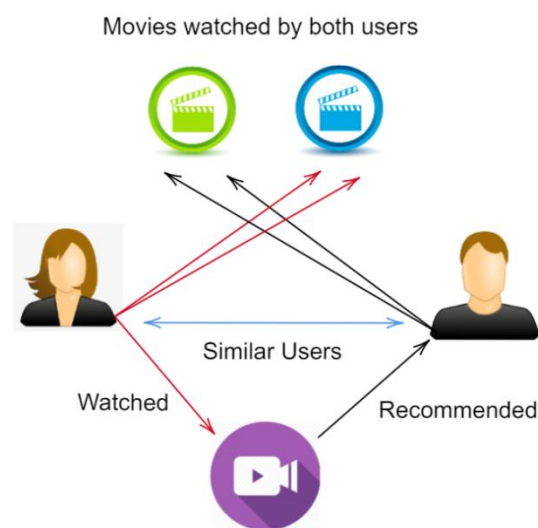 Movies watched by both users
Similar Users
Watched
Recommended